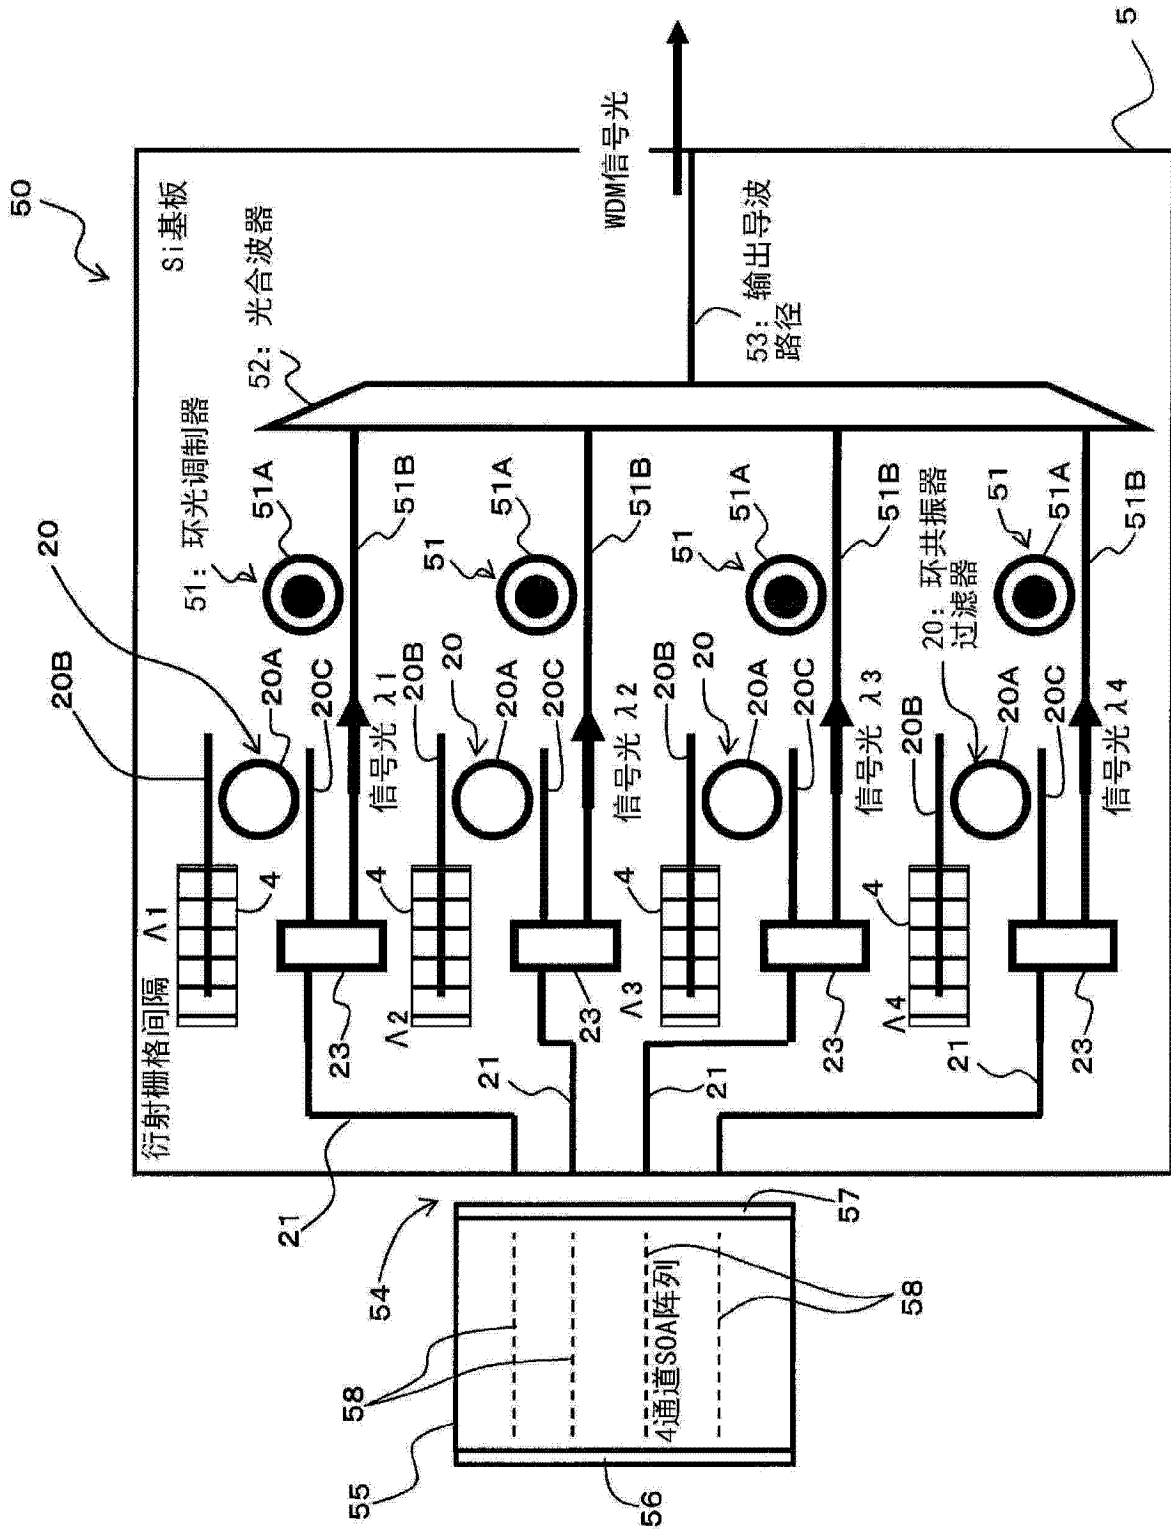 50
Si基板
5
WDM信号光
53: 输出导波
路径
52: 光合波器
51: 环光调制器
51A
51B
20
20B
20A
20C
信号光 λ1
衍射栅格间隔 Λ1
4
23
21
51
51A
51B
20B
20
20A
20C
信号光 λ2
Λ2
4
23
21
51
51A
51B
20B
20
20A
20C
信号光 λ3
Λ3
4
23
21
51
51A
51B
20: 环共振器
过滤器
20B
20A
20C
信号光 λ4
Λ4
4
23
21
54
57
58
4通道SOA阵列
58
55
56